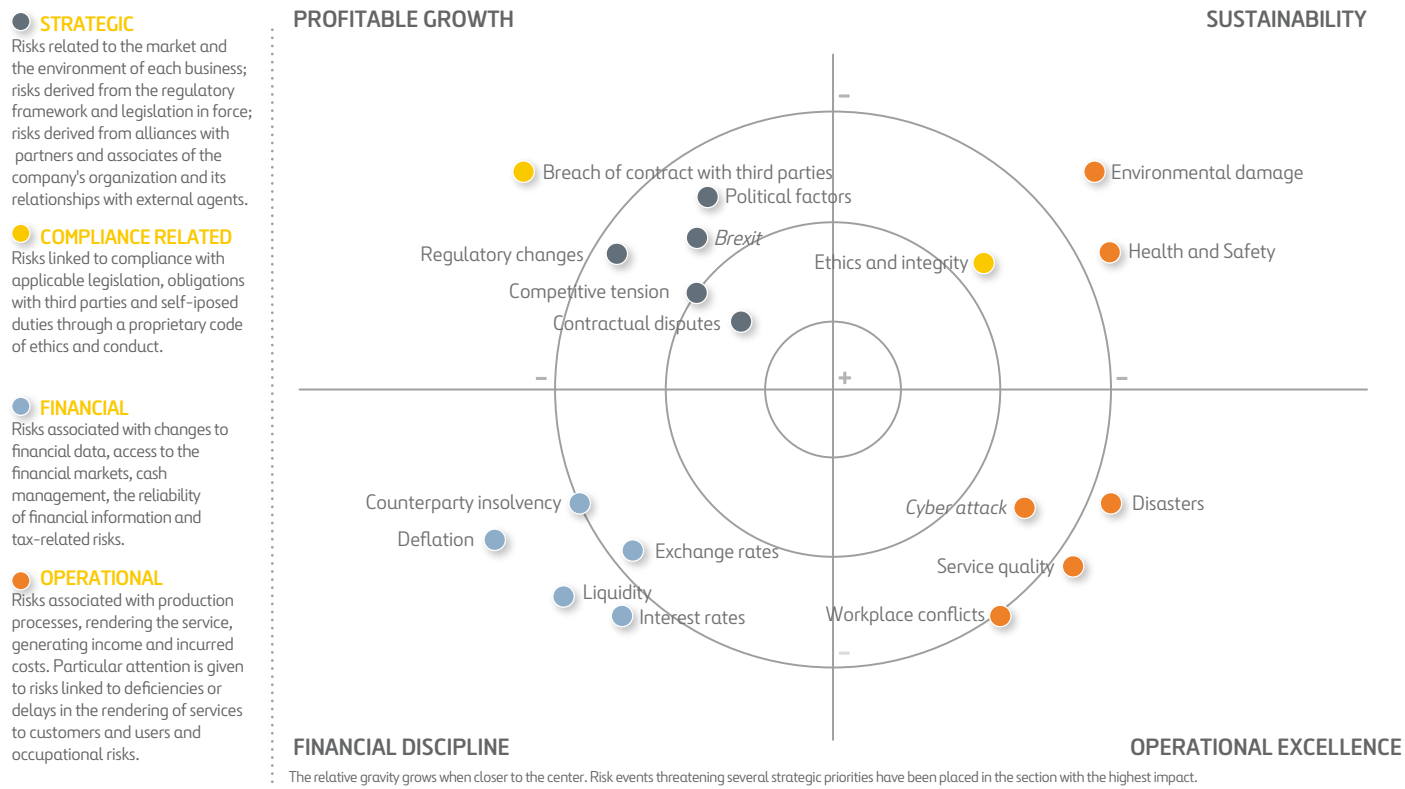 STRATEGIC
Risks related to the market and
the environment of each business;
risks derived from the regulatory
framework and legislation in force;
risks derived from alliances with
partners and associates of the
company's organization and its
relationships with external agents.
COMPLIANCE RELATED
Risks linked to compliance with
applicable legislation, obligations
with third parties and self-iposed
duties through a proprietary code
of ethics and conduct.
FINANCIAL
Risks associated with changes to
financial data, access to the
financial markets, cash
management, the reliability
of financial information and
tax-related risks.
OPERATIONAL
Risks associated with production
processes, rendering the service,
generating income and incurred
costs. Particular attention is given
to risks linked to deficiencies or
delays in the rendering of services
to customers and users and
occupational risks.
PROFITABLE GROWTH
SUSTAINABILITY
–
Breach of contract with third parties
Environmental damage
Political factors
Brexit
Health and Safety
Regulatory changes
Ethics and integrity
Competitive tension
Contractual disputes
–
+
–
Counterparty insolvency
Cyber attack
Disasters
Deflation
Exchange rates
Service quality
Liquidity
Interest rates
Workplace conflicts
–
FINANCIAL DISCIPLINE
OPERATIONAL EXCELLENCE
The relative gravity grows when closer to the center. Risk events threatening several strategic priorities have been placed in the section with the highest impact.